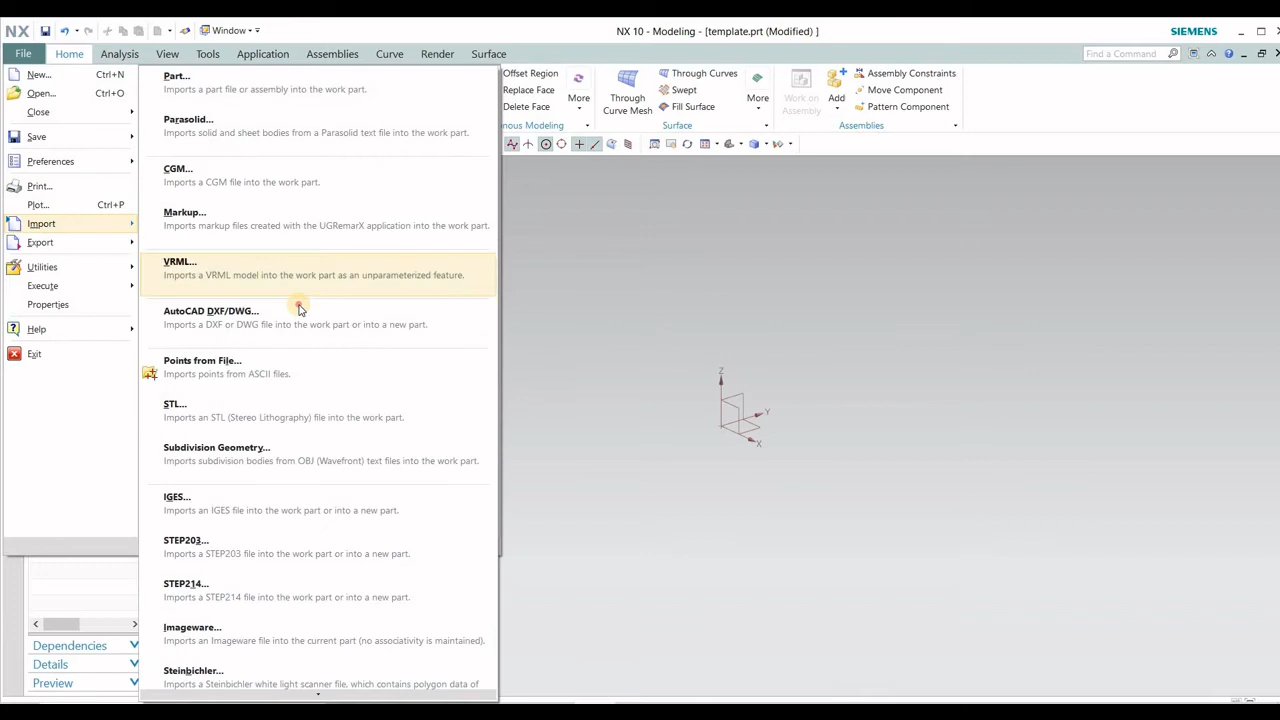 NX Window NX 10 - Modeling - [template.prt (Modified) ] SIEMENS
File Home Analysis View Tools Application Assemblies Curve Render Surface Find a Command
New... Ctrl+N
Open... Ctrl+O
Close
Save
Preferences
Print...
Plot... Ctrl+P
Import
Export
Utilities
Execute
Properties
Help
Exit
Dependencies
Details
Preview
Part...
Imports a part file or assembly into the work part.
Parasolid...
Imports solid and sheet bodies from a Parasolid text file into the work part.
CGM...
Imports a CGM file into the work part.
Markup...
Imports markup files created with the UGRemarX application into the work part.
VRML...
Imports a VRML model into the work part as an unparameterized feature.
AutoCAD DXF/DWG...
Imports a DXF or DWG file into the work part or into a new part.
Points from File...
Imports points from ASCII files.
STL...
Imports an STL (Stereo Lithography) file into the work part.
Subdivision Geometry...
Imports subdivision bodies from OBJ (Wavefront) text files into the work part.
IGES...
Imports an IGES file into the work part or into a new part.
STEP203...
Imports a STEP203 file into the work part or into a new part.
STEP214...
Imports a STEP214 file into the work part or into a new part.
Imageware...
Imports an Imageware file into the current part (no associativity is maintained).
Steinbichler...
Imports a Steinbichler white light scanner file, which contains polygon data of
Offset Region
Replace Face
Delete Face
More
nous Modeling
Through
Curve Mesh
Through Curves
Swept
Fill Surface
More
Surface
Work on
Assembly
Add
Assembly Constraints
Move Component
Pattern Component
Assemblies
Z
Y
X